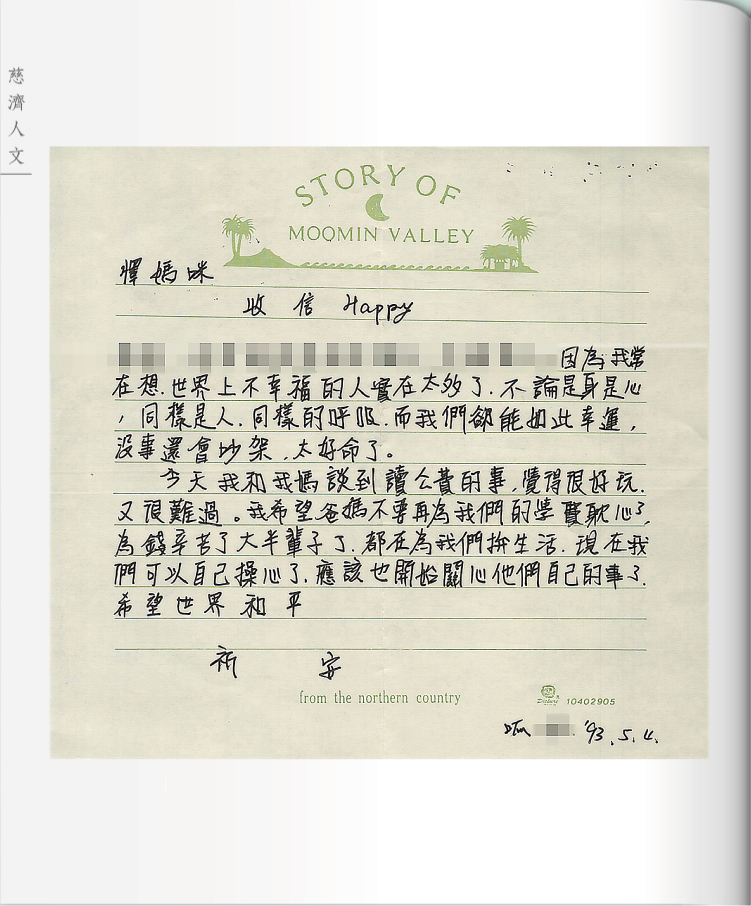 慈濟人文
STORY OF
MOOMIN VALLEY
懌媽咪
收信 Happy
因為我常
在想.世界上不幸福的人實在太多了.不論是身是心
，同樣是人.同樣的呼吸.而我們卻能如此幸運，
沒事還會吵架，太好命了。
今天我和我媽談到讀公費的事.覺得很好玩.
又很難過。我希望爸媽不要再為我們的學費耽心了，
為錢辛苦了大半輩子了.都在為我們拚生活.現在我
們可以自己操心了.應該也開始關心他們自己的事了.
希望世界和平
祈 安
from the northern country
10402905
'93.5.4.